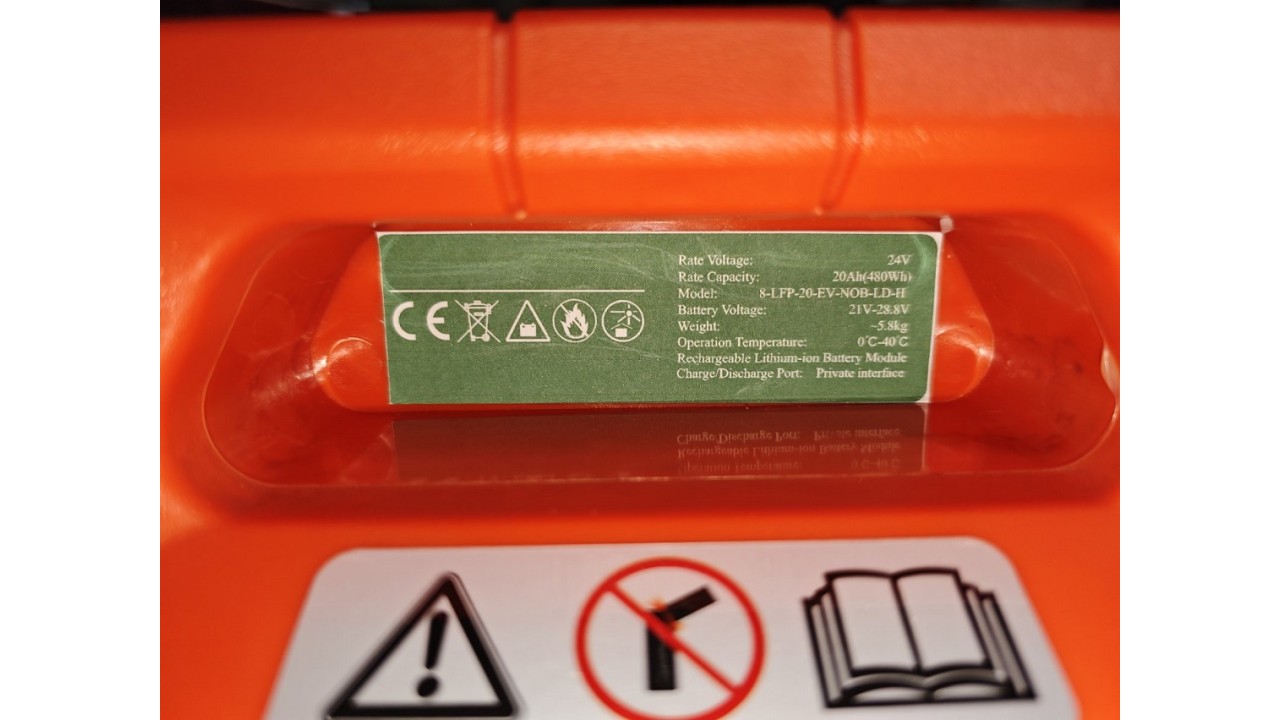 Rate Voltage: 24V
Rate Capacity: 20Ah(480Wh)
Model: 8-LFP-20-EV-NOB-LD-H
Battery Voltage: 21V-28.8V
Weight: ~5.8kg
Operation Temperature: 0℃-40℃
Rechargeable Lithium-ion Battery Module
Charge/Discharge Port: Private interface
CE